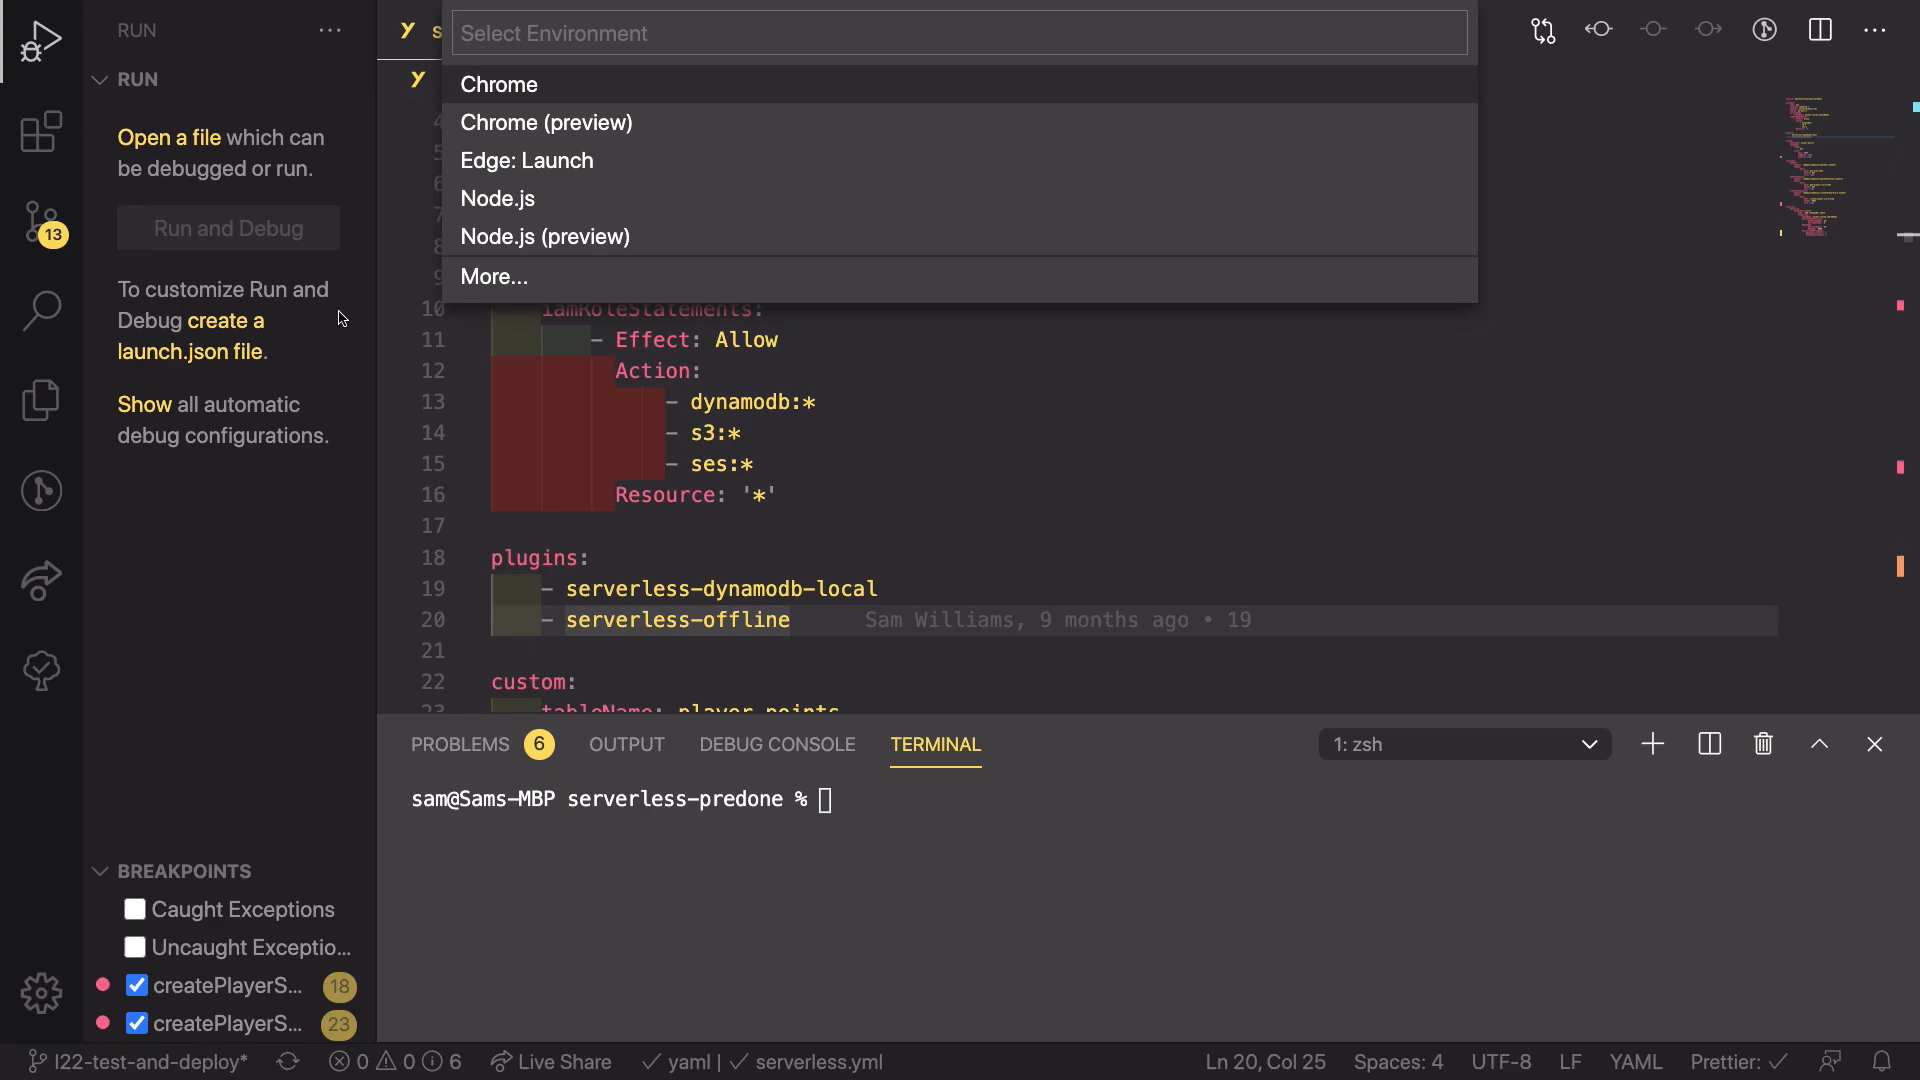 RUN
RUN
Open a file which can
be debugged or run.
Run and Debug
To customize Run and
Debug create a
launch.json file.
Show all automatic
debug configurations.
13
BREAKPOINTS
Caught Exceptions
Uncaught Exceptio...
createPlayerS... 18
createPlayerS... 23
Select Environment
Chrome
Chrome (preview)
Edge: Launch
Node.js
Node.js (preview)
More...
10 iamRoleStatements:
11 - Effect: Allow
12 Action:
13 - dynamodb:*
14 - s3:*
15 - ses:*
16 Resource: '*'
17
18 plugins:
19 - serverless-dynamodb-local
20 - serverless-offline Sam Williams, 9 months ago • 19
21
22 custom:
23 tableName: player-points
PROBLEMS 6 OUTPUT DEBUG CONSOLE TERMINAL 1: zsh
sam@Sams-MBP serverless-predone %
l22-test-and-deploy* 0 0 6 Live Share yaml | serverless.yml Ln 20, Col 25 Spaces: 4 UTF-8 LF YAML Prettier: